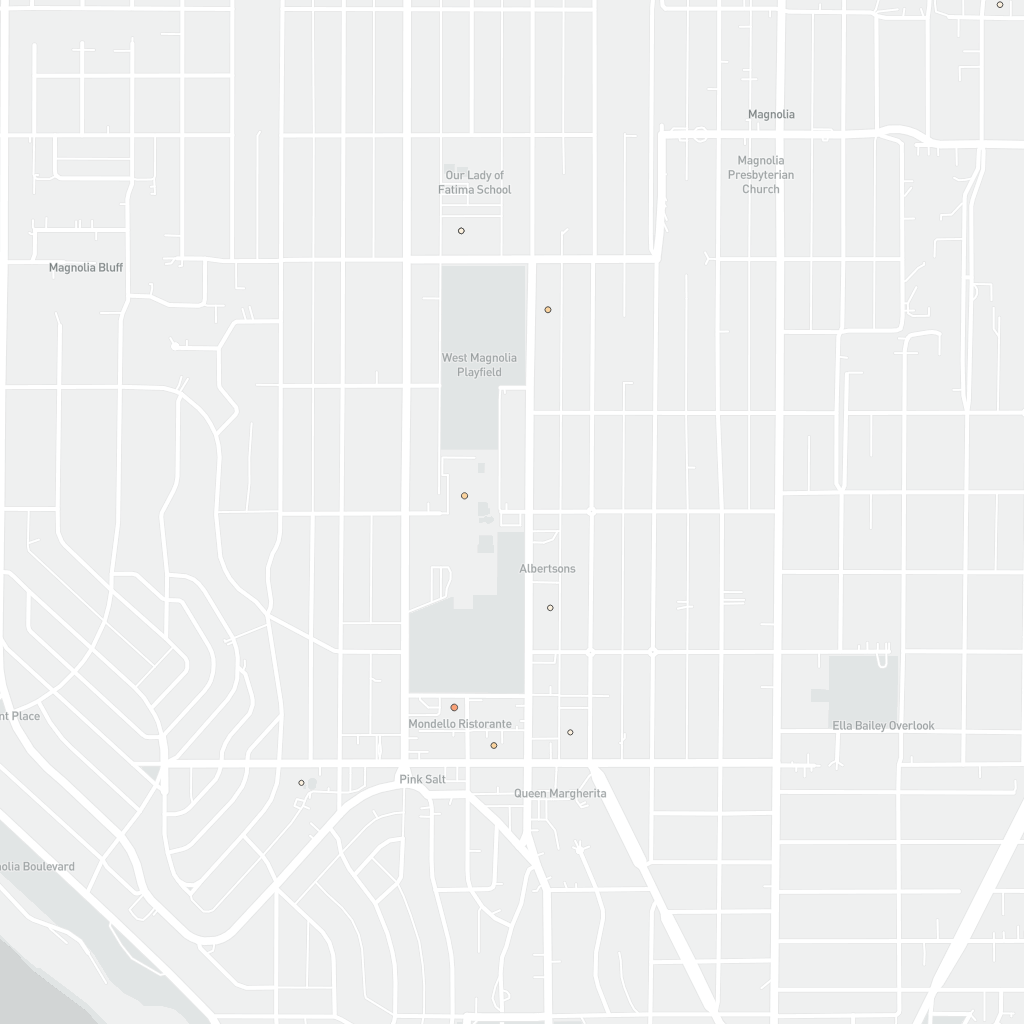 Magnolia
Magnolia
Presbyterian
Church
Our Lady of
Fatima School
Magnolia Bluff
West Magnolia
Playfield
Albertsons
nt Place
Mondello Ristorante
Ella Bailey Overlook
Pink Salt
Queen Margherita
olia Boulevard